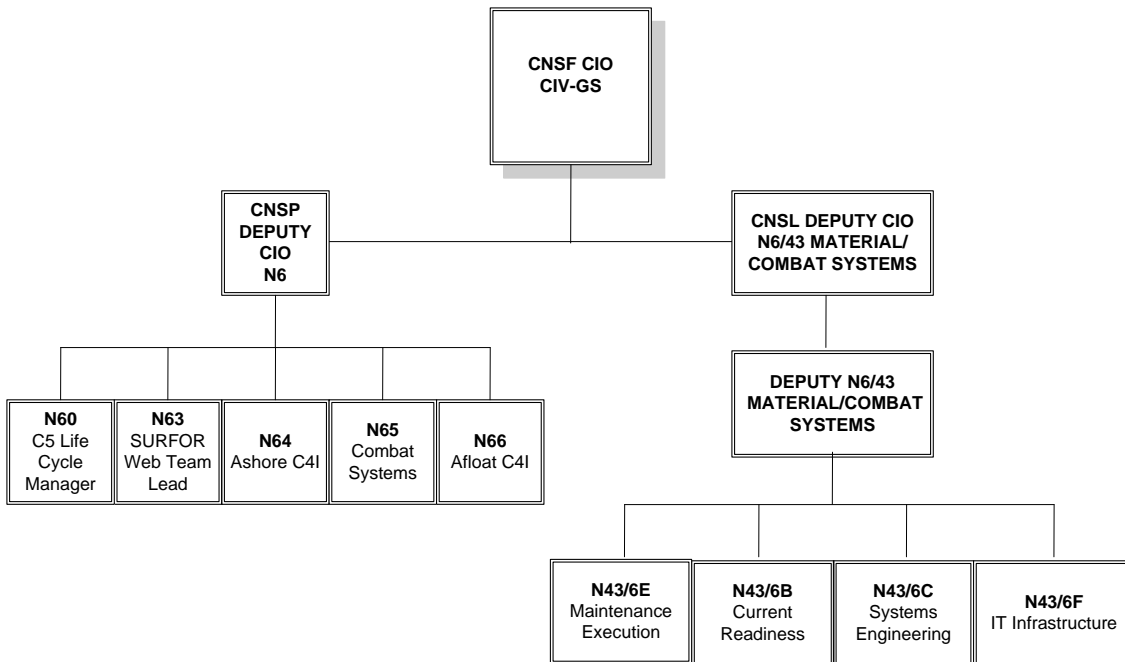 CNSF CIO
CIV-GS
CNSP
DEPUTY
CIO
N6
CNSL DEPUTY CIO
N6/43 MATERIAL/
COMBAT SYSTEMS
DEPUTY N6/43
MATERIAL/COMBAT
SYSTEMS
N60
C5 Life
Cycle
Manager
N63
SURFOR
Web Team
Lead
N64
Ashore C4I
N65
Combat
Systems
N66
Afloat C4I
N43/6E
Maintenance
Execution
N43/6B
Current
Readiness
N43/6C
Systems
Engineering
N43/6F
IT Infrastructure